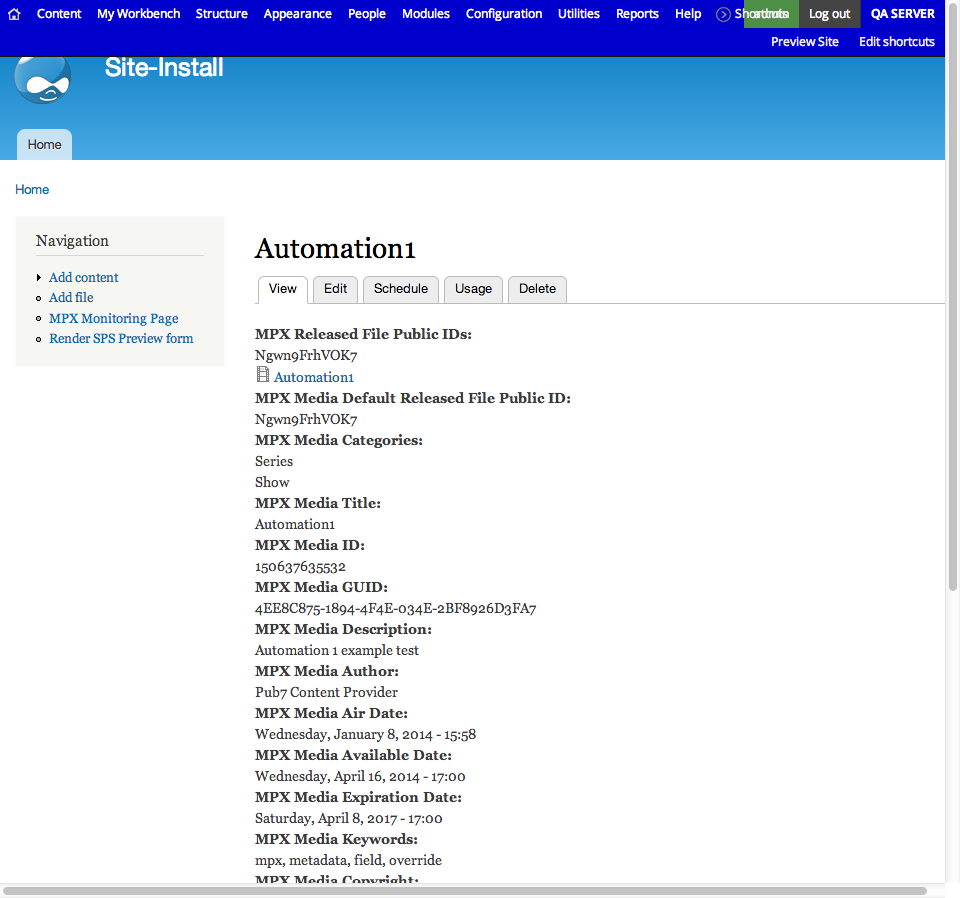 Content My Workbench Structure Appearance People Modules Configuration Utilities Reports Help Shortcuts Log out QA SERVER
Preview Site Edit shortcuts
Site-Install
Home
Home
Navigation
Add content
Add file
MPX Monitoring Page
Render SPS Preview form
Automation1
View Edit Schedule Usage Delete
MPX Released File Public IDs:
Ngwn9FrhVOK7
Automation1
MPX Media Default Released File Public ID:
Ngwn9FrhVOK7
MPX Media Categories:
Series
Show
MPX Media Title:
Automation1
MPX Media ID:
150637635532
MPX Media GUID:
4EE8C875-1894-4F4E-034E-2BF8926D3FA7
MPX Media Description:
Automation 1 example test
MPX Media Author:
Pub7 Content Provider
MPX Media Air Date:
Wednesday, January 8, 2014 - 15:58
MPX Media Available Date:
Wednesday, April 16, 2014 - 17:00
MPX Media Expiration Date:
Saturday, April 8, 2017 - 17:00
MPX Media Keywords:
mpx, metadata, field, override
MPX Media Copyright: